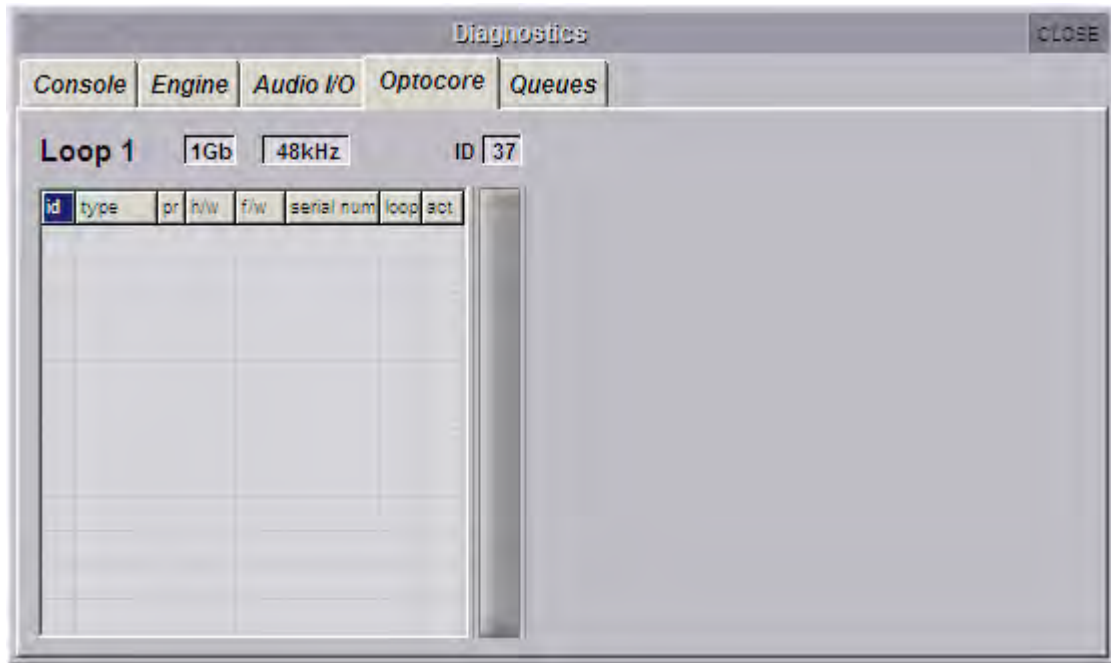 Diagnostics CLOSE
Console Engine Audio I/O Optocore Queues
Loop 1 1Gb 48kHz ID 37
id type pr h/w f/w serial num loop act